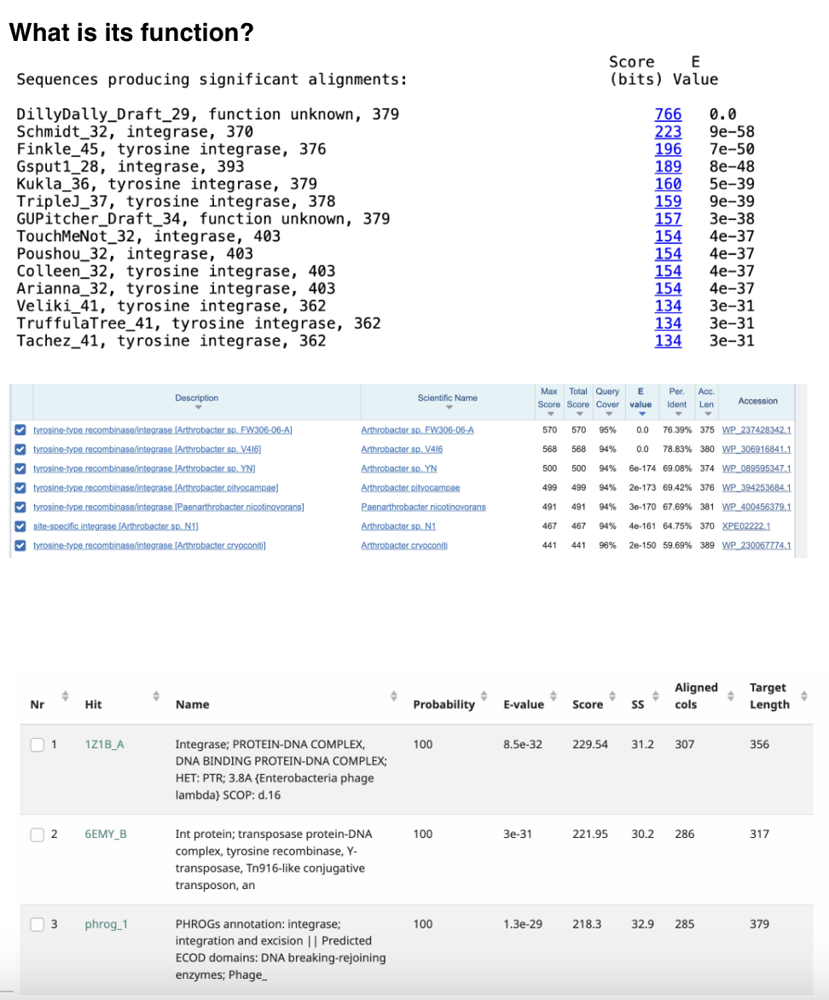 What is its function?
Score E
Sequences producing significant alignments: (bits) Value
DillyDally_Draft_29, function unknown, 379 766 0.0
Schmidt_32, integrase, 370 223 9e-58
Finkle_45, tyrosine integrase, 376 196 7e-50
Gsput1_28, integrase, 393 189 8e-48
Kukla_36, tyrosine integrase, 379 160 5e-39
TripleJ_37, tyrosine integrase, 378 159 9e-39
GUPitcher_Draft_34, function unknown, 379 157 3e-38
TouchMeNot_32, integrase, 403 154 4e-37
Poushou_32, integrase, 403 154 4e-37
Colleen_32, tyrosine integrase, 403 154 4e-37
Arianna_32, tyrosine integrase, 403 154 4e-37
Veliki_41, tyrosine integrase, 362 134 3e-31
TruffulaTree_41, tyrosine integrase, 362 134 3e-31
Tachez_41, tyrosine integrase, 362 134 3e-31
Description Scientific Name Max Score Total Score Query Cover E value Per. Ident Acc. Len Accession
tyrosine-type recombinase/integrase [Arthrobacter sp. FW306-06-A] Arthrobacter sp. FW306-06-A 570 570 95% 0.0 76.39% 375 WP_237428342.1
tyrosine-type recombinase/integrase [Arthrobacter sp. V4I6] Arthrobacter sp. V4I6 568 568 94% 0.0 78.83% 380 WP_306916841.1
tyrosine-type recombinase/integrase [Arthrobacter sp. YN] Arthrobacter sp. YN 500 500 94% 6e-174 69.08% 374 WP_089595347.1
tyrosine-type recombinase/integrase [Arthrobacter pityocampae] Arthrobacter pityocampae 499 499 94% 2e-173 69.42% 376 WP_394253684.1
tyrosine-type recombinase/integrase [Paenarthrobacter nicotinovorans] Paenarthrobacter nicotinovorans 491 491 94% 3e-170 67.69% 381 WP_400456379.1
site-specific integrase [Arthrobacter sp. N1] Arthrobacter sp. N1 467 467 94% 4e-161 64.75% 370 XPE02222.1
tyrosine-type recombinase/integrase [Arthrobacter cryoconiti] Arthrobacter cryoconiti 441 441 96% 2e-150 59.69% 389 WP_230067774.1
Nr Hit Name Probability E-value Score SS Aligned cols Target Length
1 1Z1B_A Integrase; PROTEIN-DNA COMPLEX, 100 8.5e-32 229.54 31.2 307 356
DNA BINDING PROTEIN-DNA COMPLEX;
HET: PTR; 3.8A {Enterobacteria phage
lambda} SCOP: d.16
2 6EMY_B Int protein; transposase protein-DNA 100 3e-31 221.95 30.2 286 317
complex, tyrosine recombinase, Y-
transposase, Tn916-like conjugative
transposon, an
3 phrog_1 PHROGs annotation: integrase; 100 1.3e-29 218.3 32.9 285 379
integration and excision || Predicted
ECOD domains: DNA breaking-rejoining
enzymes; Phage_